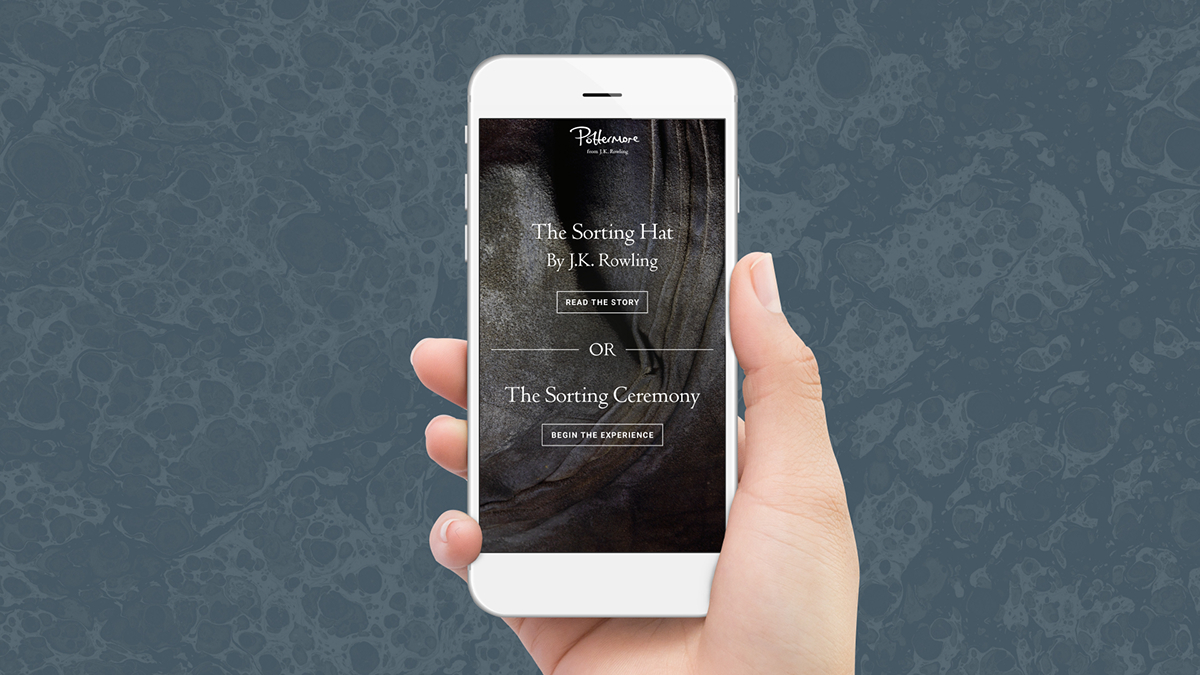 Pottermore
from J.K. Rowling
The Sorting Hat
By J.K. Rowling
READ THE STORY
OR
The Sorting Ceremony
BEGIN THE EXPERIENCE